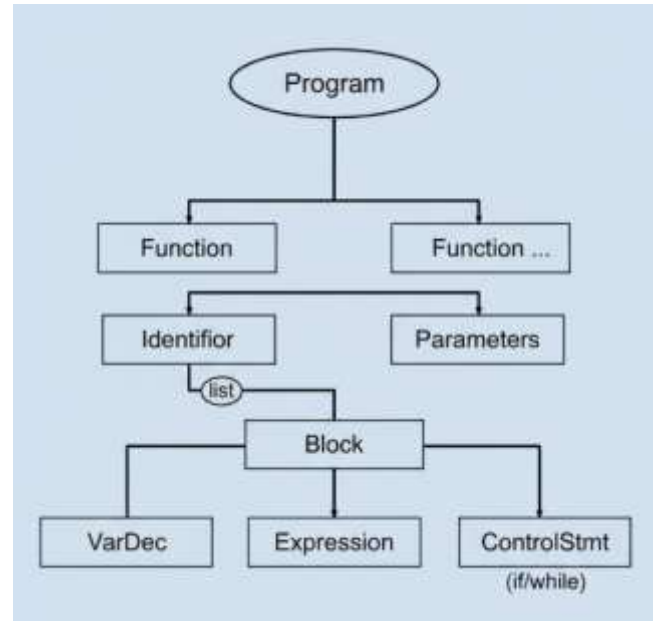 Program
Function
Function ...
Identifior
Parameters
list
Block
VarDec
Expression
ControlStmt
(if/while)